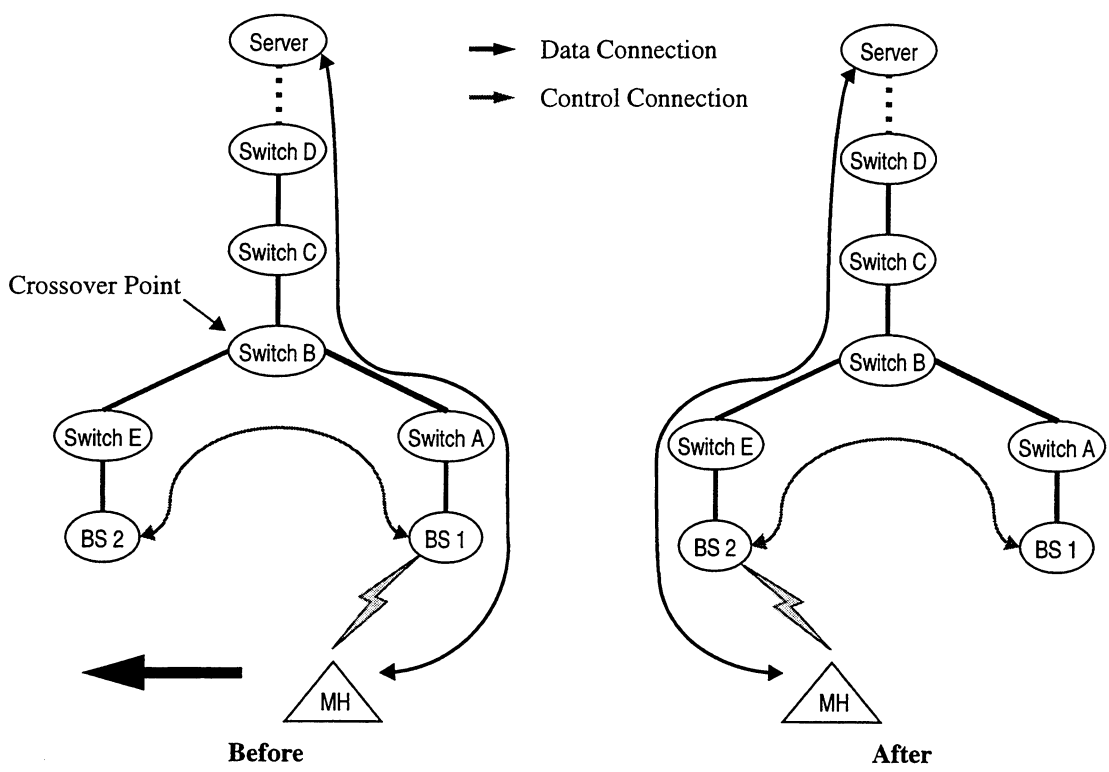 Server
Data Connection
Control Connection
Switch D
Switch C
Crossover Point
Switch B
Switch E
Switch A
BS 2
BS 1
MH
Before
Server
Switch D
Switch C
Switch B
Switch E
Switch A
BS 2
BS 1
MH
After